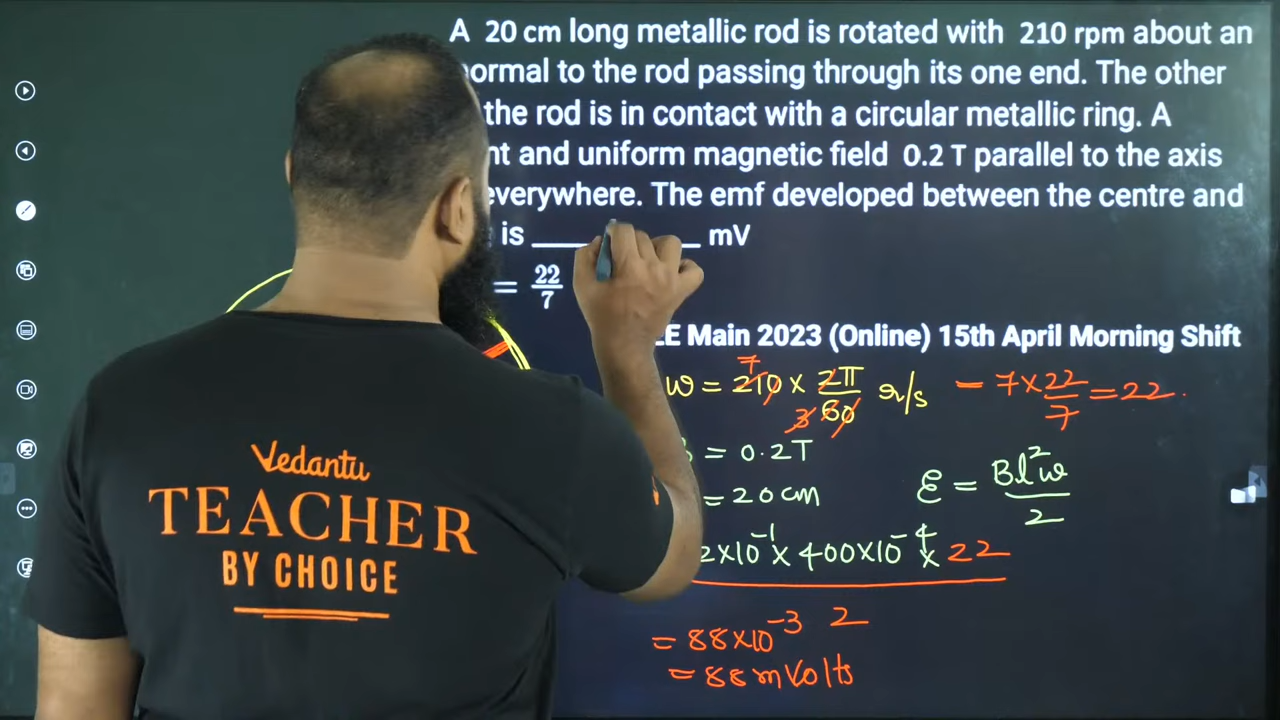 A 20 cm long metallic rod is rotated with 210 rpm about an
normal to the rod passing through its one end. The other
the rod is in contact with a circular metallic ring. A
and uniform magnetic field 0.2 T parallel to the axis
everywhere. The emf developed between the centre and
is ______ mV
= 22/7
Main 2023 (Online) 15th April Morning Shift
ω = 210 × 2π/60 r/s - 7 × 22/7 = 22.
7
3
= 0.2T
= 20cm
ε = Bl²ω/2
2×10⁻¹ × 400×10⁻⁴ × 22
2
= 88×10⁻³
= 88 mVolts
Vedantu
TEACHER
BY CHOICE